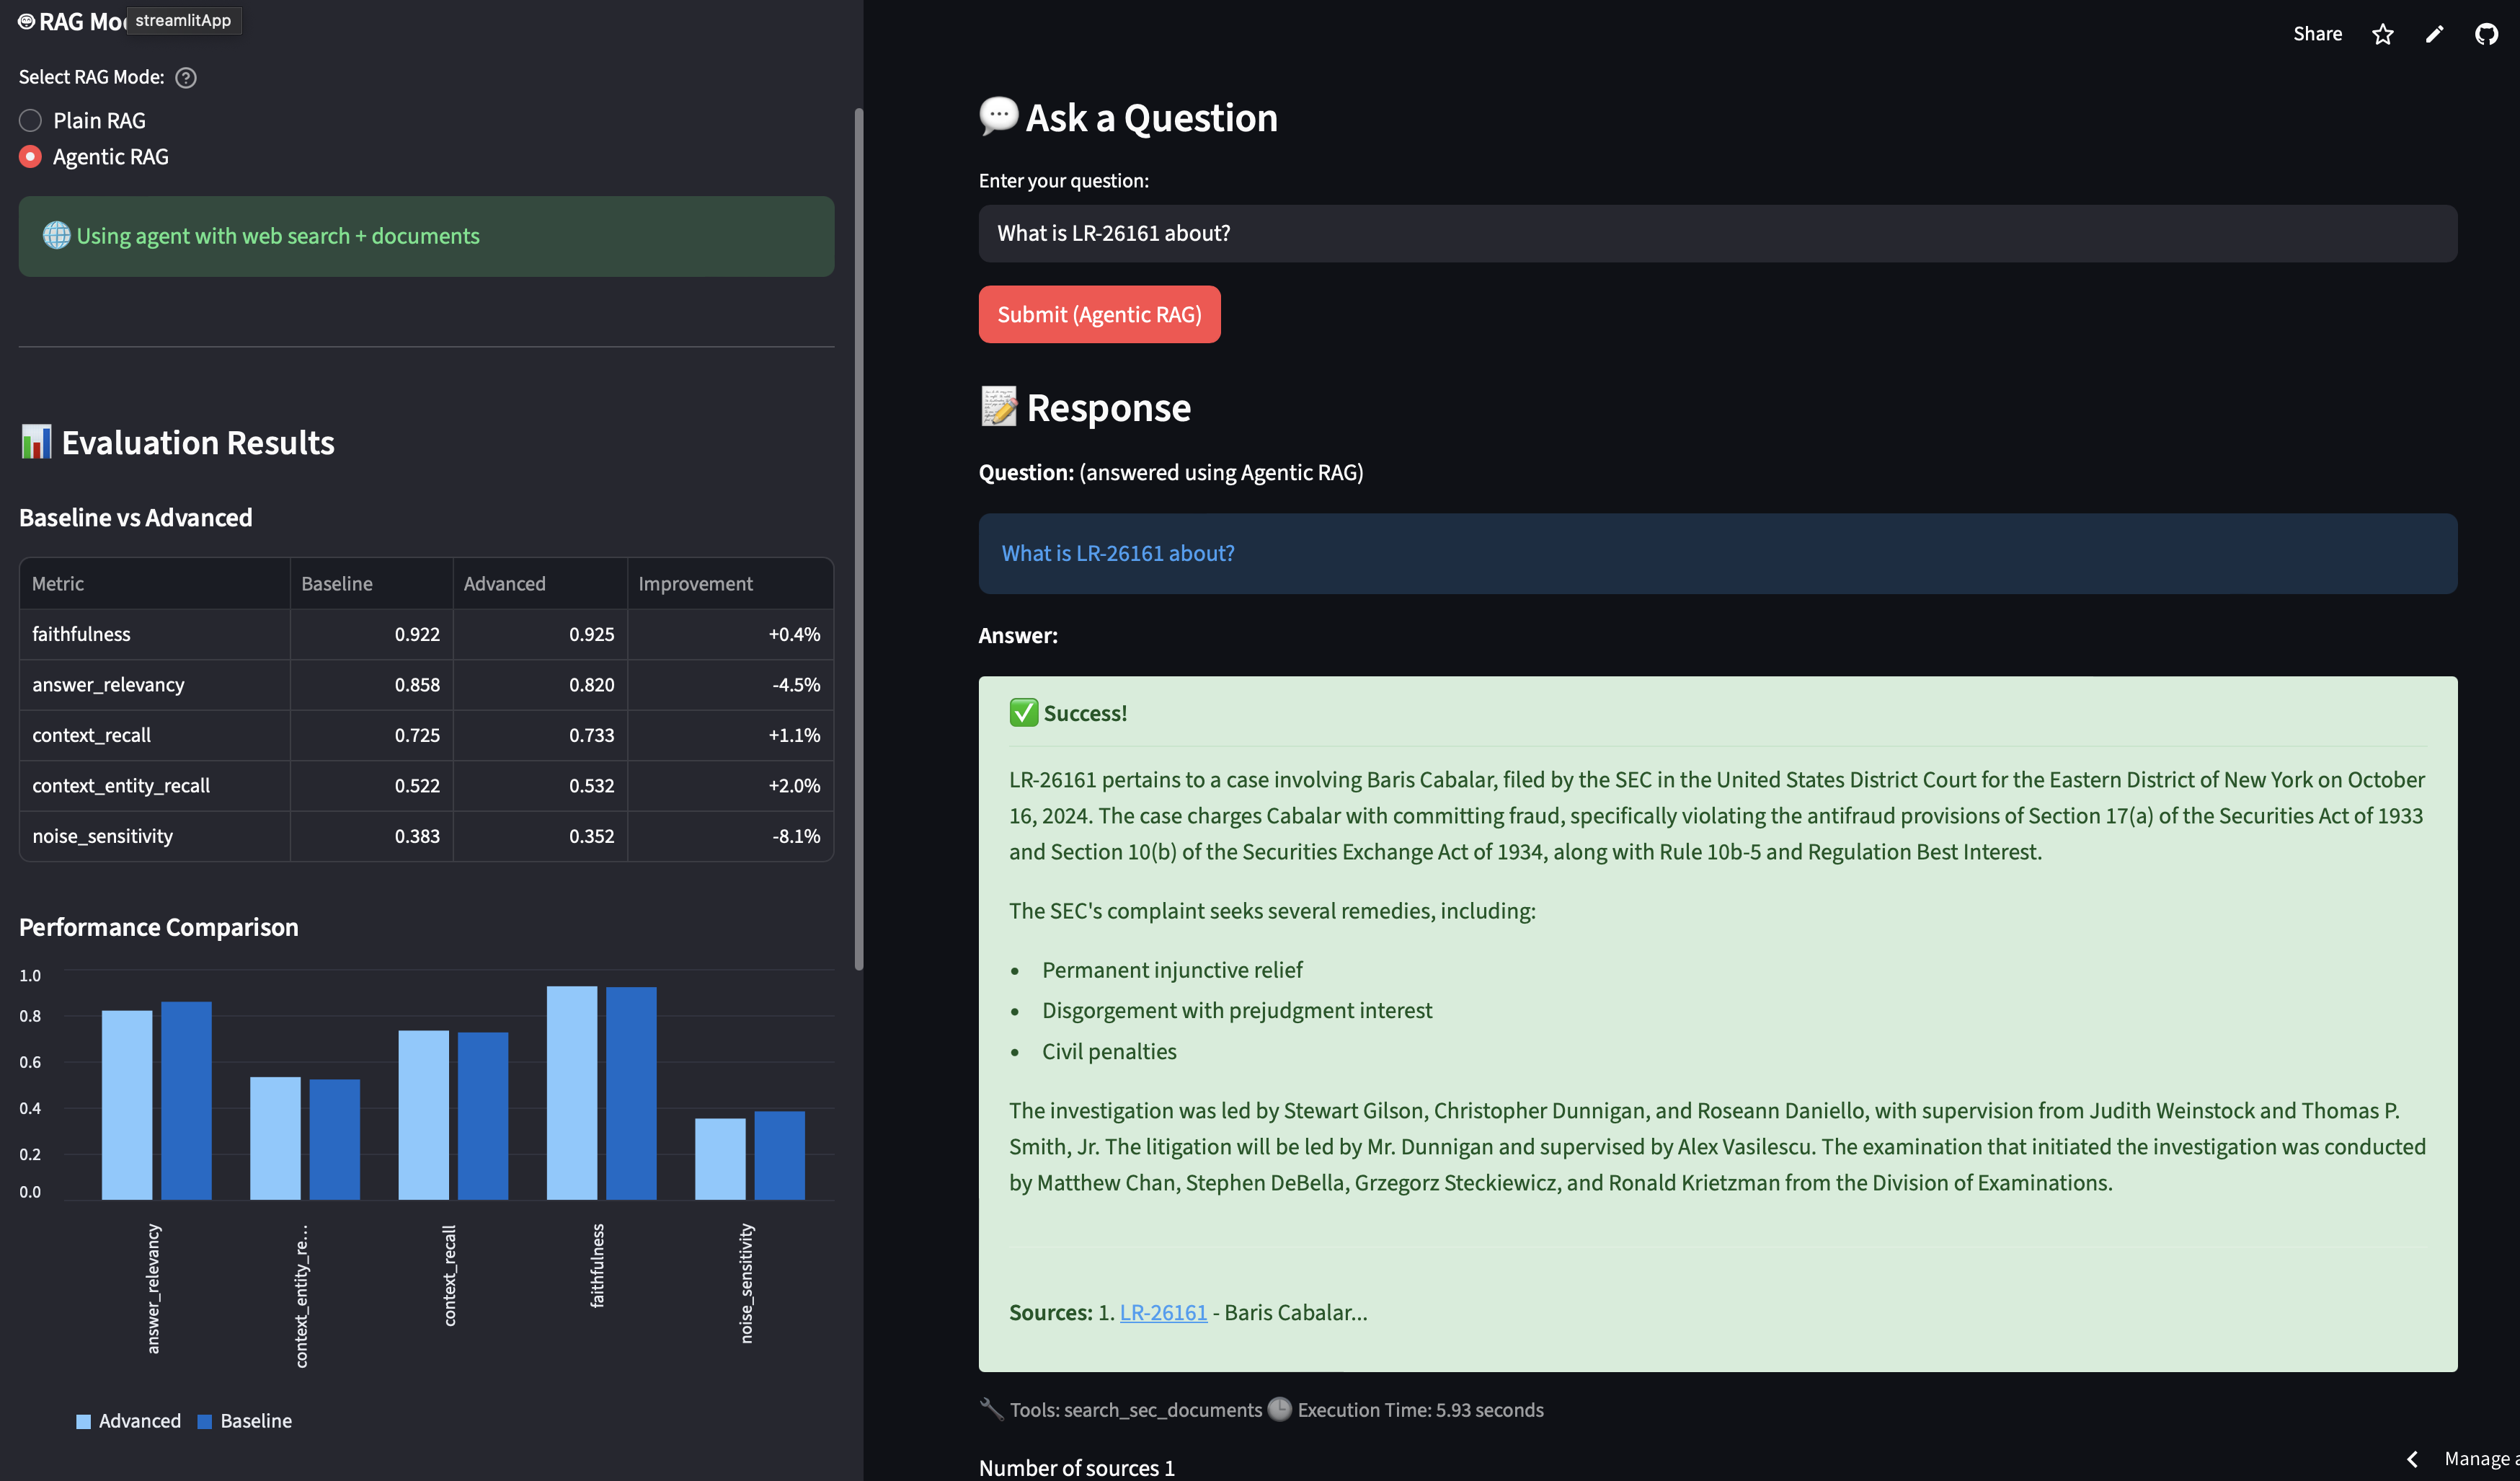 RAG Mo
streamlitApp
Select RAG Mode:
Plain RAG
Agentic RAG
Using agent with web search + documents
Evaluation Results
Baseline vs Advanced
Metric Baseline Advanced Improvement
faithfulness 0.922 0.925 +0.4%
answer_relevancy 0.858 0.820 -4.5%
context_recall 0.725 0.733 +1.1%
context_entity_recall 0.522 0.532 +2.0%
noise_sensitivity 0.383 0.352 -8.1%
Performance Comparison
1.0
0.8
0.6
0.4
0.2
0.0
answer_relevancy
context_entity_re…
context_recall
faithfulness
noise_sensitivity
Advanced Baseline
Share
Ask a Question
Enter your question:
What is LR-26161 about?
Submit (Agentic RAG)
Response
Question: (answered using Agentic RAG)
What is LR-26161 about?
Answer:
Success!
LR-26161 pertains to a case involving Baris Cabalar, filed by the SEC in the United States District Court for the Eastern District of New York on October
16, 2024. The case charges Cabalar with committing fraud, specifically violating the antifraud provisions of Section 17(a) of the Securities Act of 1933
and Section 10(b) of the Securities Exchange Act of 1934, along with Rule 10b-5 and Regulation Best Interest.
The SEC's complaint seeks several remedies, including:
• Permanent injunctive relief
• Disgorgement with prejudgment interest
• Civil penalties
The investigation was led by Stewart Gilson, Christopher Dunnigan, and Roseann Daniello, with supervision from Judith Weinstock and Thomas P.
Smith, Jr. The litigation will be led by Mr. Dunnigan and supervised by Alex Vasilescu. The examination that initiated the investigation was conducted
by Matthew Chan, Stephen DeBella, Grzegorz Steckiewicz, and Ronald Krietzman from the Division of Examinations.
Sources: 1. LR-26161 - Baris Cabalar...
Tools: search_sec_documents Execution Time: 5.93 seconds
Number of sources 1
Manage a